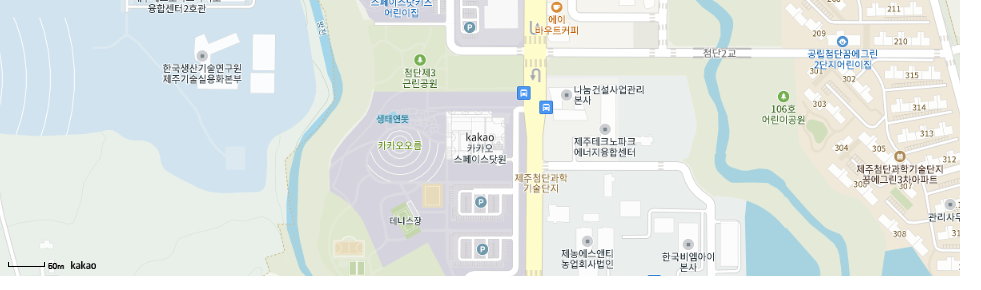 융합센터 2호관
스페이스닷키즈
어린이집
에이
바우트커피
첨단2교
211
210
209
공립첨단꿈에그린
2단지어린이집
한국생산기술연구원
제주기술실용화본부
첨단제3
근린공원
나눔건설사업관리
본사
301
302
315
303
314
106호
어린이공원
생태연못
카카오오름
kakao
카카오
스페이스닷원
제주테크노파크
에너지융합센터
304
313
305
312
제주첨단과학기술단지
꿈에그린3차아파트
제주첨단과학
기술단지
306
307
308
관리사무
테니스장
제농에스앤티
농업회사법인
한국비엠아이
본사
60m kakao